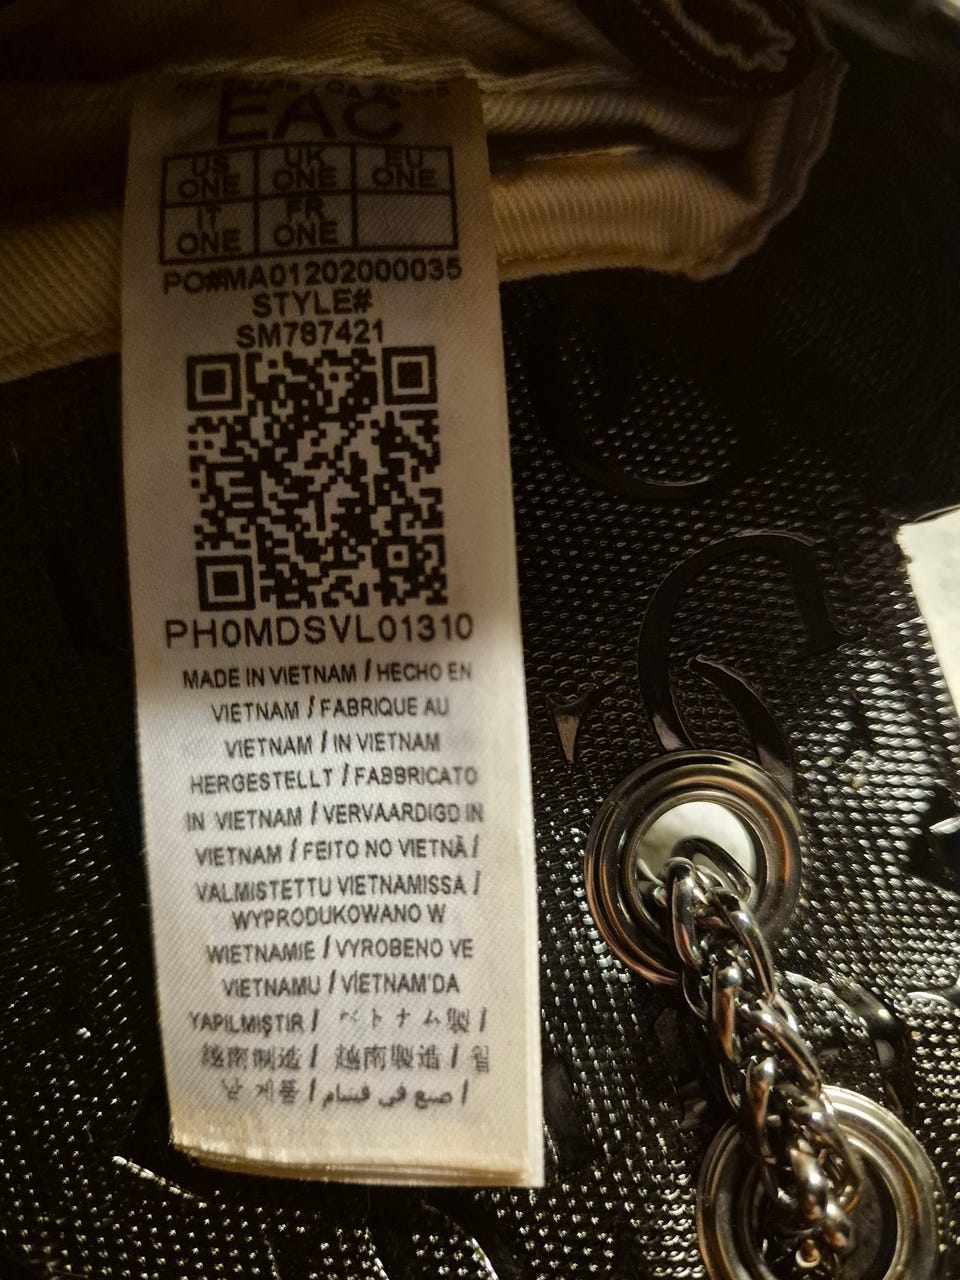 EAC
US UK EU
ONE ONE ONE
IT FR
ONE ONE
PO#MA01202000035
STYLE#
SM787421
PH0MDSVL01310
MADE IN VIETNAM / HECHO EN
VIETNAM / FABRIQUE AU
VIETNAM / IN VIETNAM
HERGESTELLT / FABBRICATO
IN VIETNAM / VERVAARDIGD IN
VIETNAM / FEITO NO VIETNÃ /
VALMISTETTU VIETNAMISSA /
WYPRODUKOWANO W
WIETNAMIE / VYROBENO VE
VIETNAMU / VİETNAM'DA
YAPILMIŞTIR / ベトナム製 /
越南制造 / 越南製造 / 월
남 제품 / صنع في فيتنام /